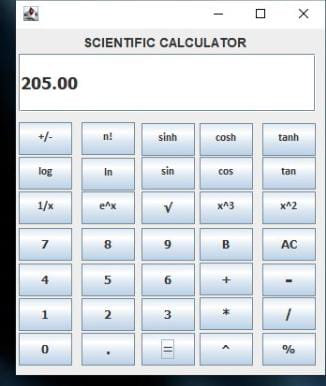 SCIENTIFIC CALCULATOR
205.00
+/- n! sinh cosh tanh
log ln sin cos tan
1/x e^x √ x^3 x^2
7 8 9 B AC
4 5 6 + -
1 2 3 * /
0 . = ^ %